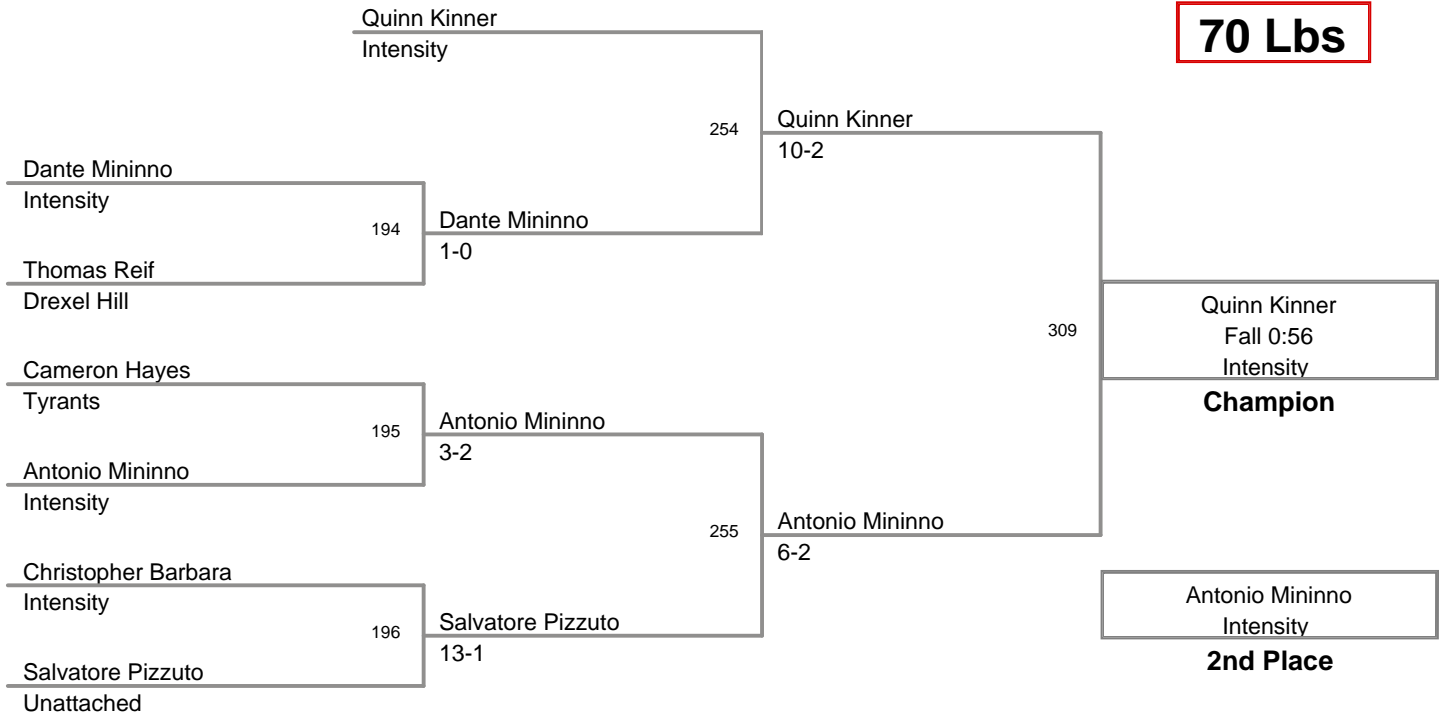 Quinn Kinner
Intensity
70 Lbs
254
Quinn Kinner
10-2
Dante Mininno
Intensity
194
Dante Mininno
1-0
Thomas Reif
Drexel Hill
309
Quinn Kinner
Fall 0:56
Intensity
Champion
Cameron Hayes
Tyrants
195
Antonio Mininno
3-2
Antonio Mininno
Intensity
255
Antonio Mininno
6-2
Christopher Barbara
Intensity
196
Salvatore Pizzuto
13-1
Salvatore Pizzuto
Unattached
Antonio Mininno
Intensity
2nd Place